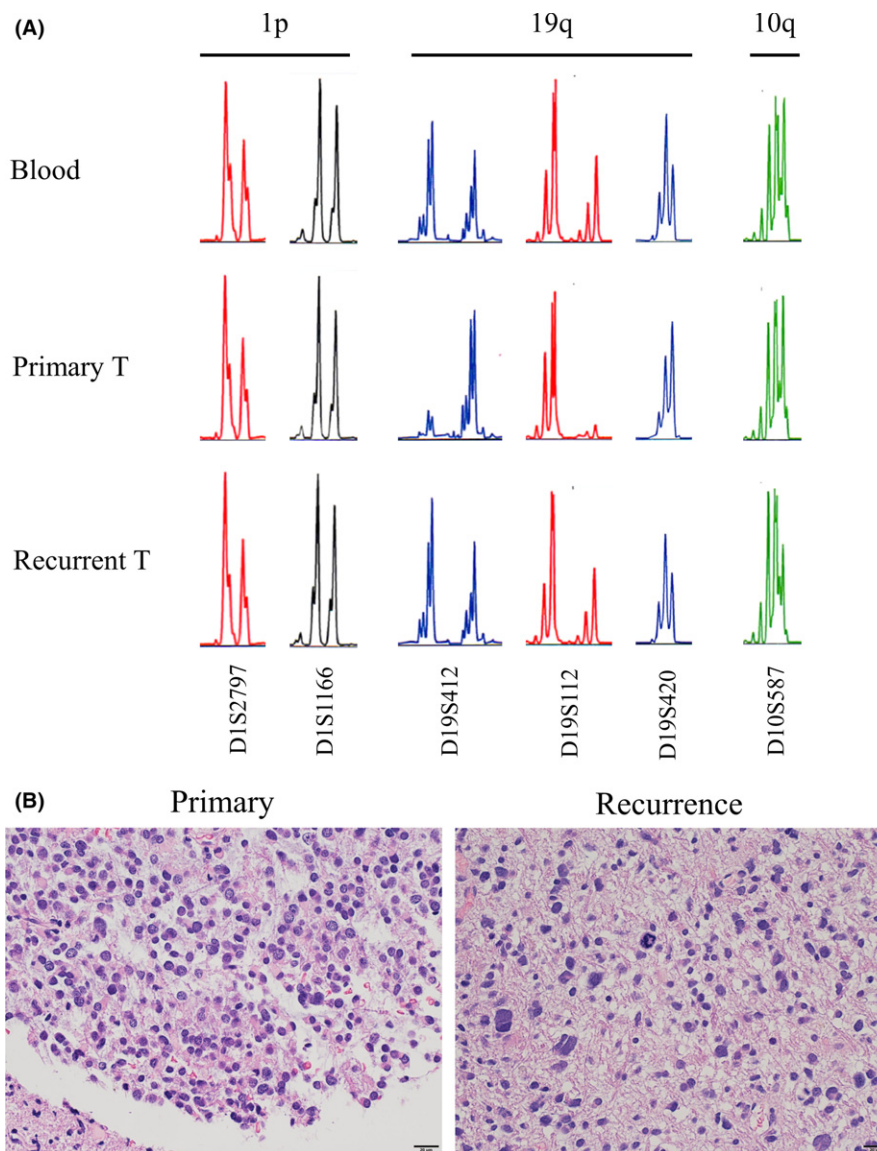 (A)
1p 19q 10q
Blood
Primary T
Recurrent T
D1S2797
D1S1166
D19S412
D19S112
D19S420
D10S587
(B)
Primary Recurrence